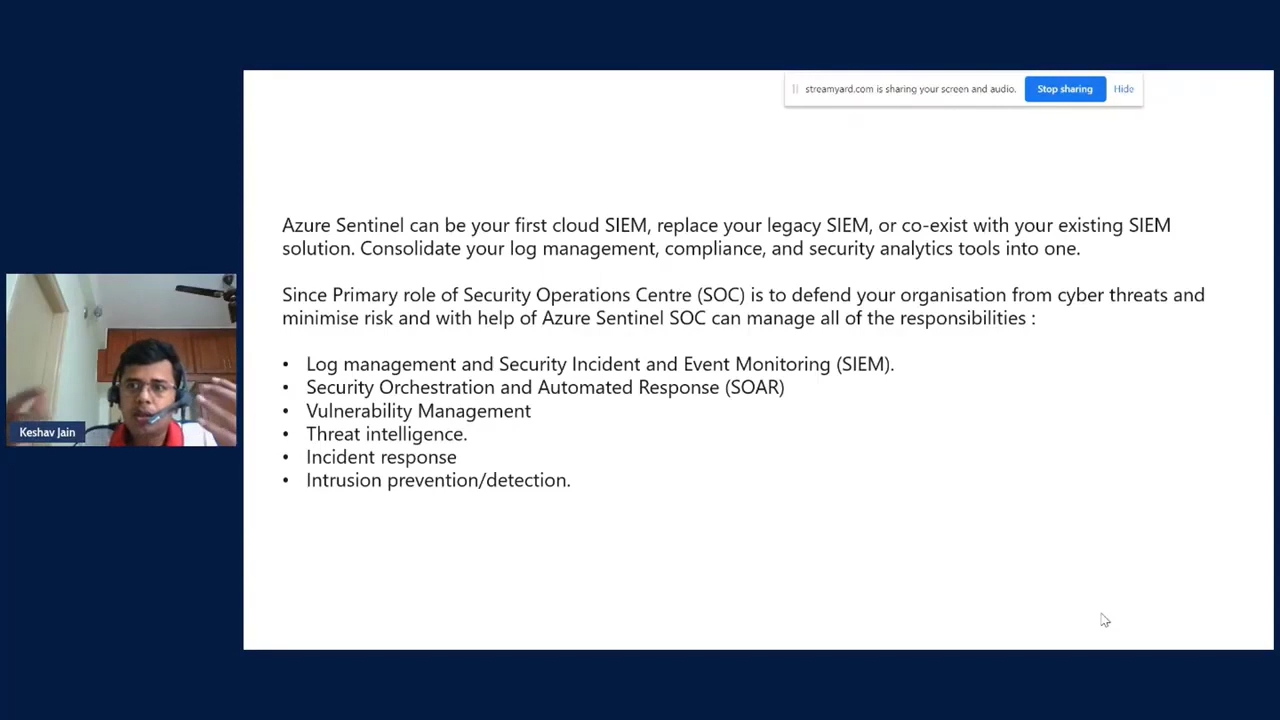 streamyard.com is sharing your screen and audio.
Stop sharing
Hide
Azure Sentinel can be your first cloud SIEM, replace your legacy SIEM, or co-exist with your existing SIEM
solution. Consolidate your log management, compliance, and security analytics tools into one.
Since Primary role of Security Operations Centre (SOC) is to defend your organisation from cyber threats and
minimise risk and with help of Azure Sentinel SOC can manage all of the responsibilities :
• Log management and Security Incident and Event Monitoring (SIEM).
• Security Orchestration and Automated Response (SOAR)
• Vulnerability Management
• Threat intelligence.
• Incident response
• Intrusion prevention/detection.
Keshav Jain